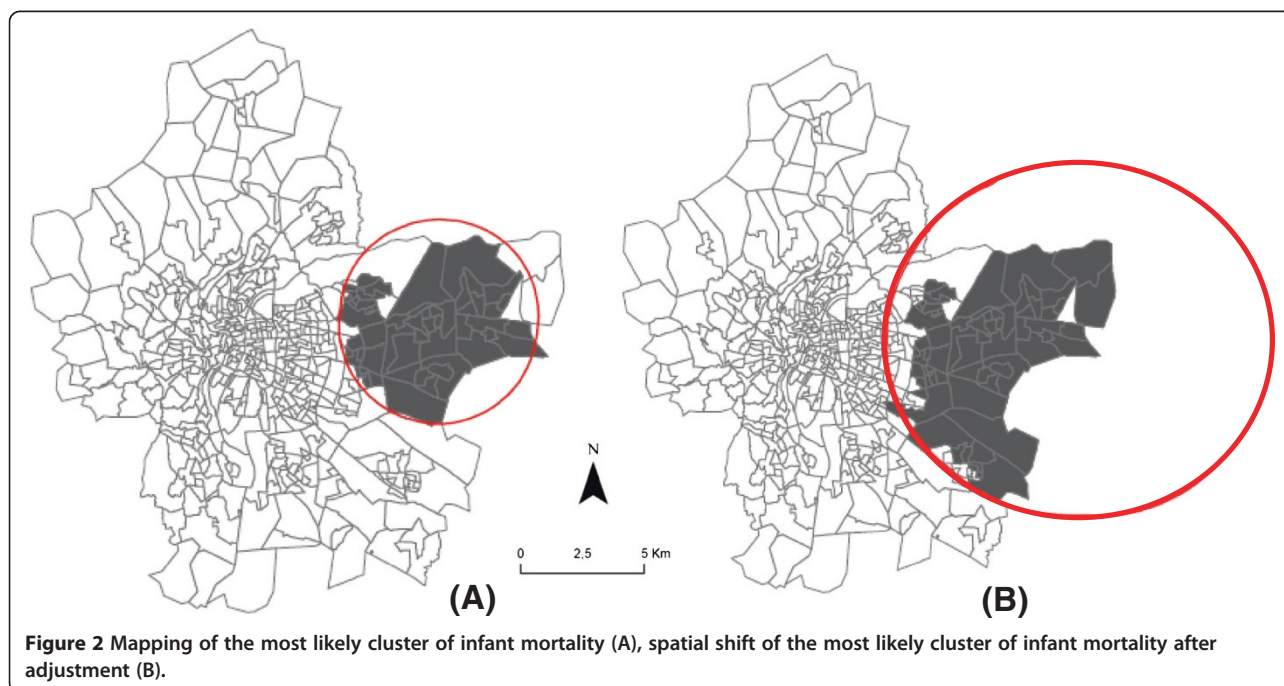 N
0 2,5 5 Km
(A) (B)
Figure 2 Mapping of the most likely cluster of infant mortality (A), spatial shift of the most likely cluster of infant mortality after
adjustment (B).